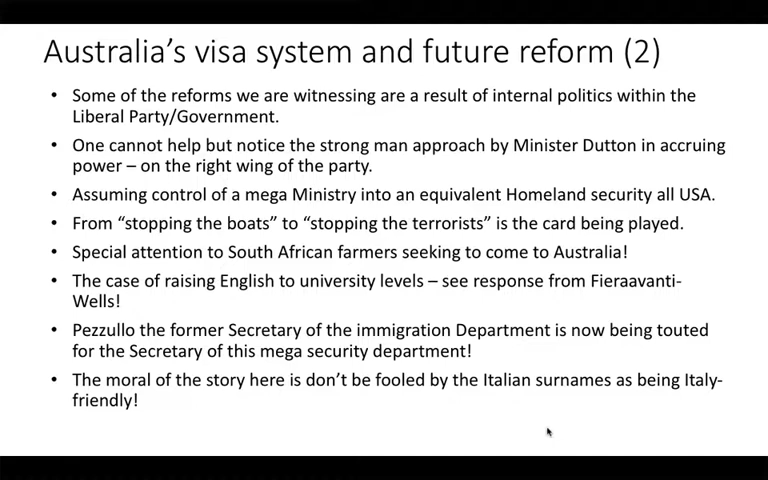 Australia's visa system and future reform (2)
• Some of the reforms we are witnessing are a result of internal politics within the
Liberal Party/Government.
• One cannot help but notice the strong man approach by Minister Dutton in accruing
power – on the right wing of the party.
• Assuming control of a mega Ministry into an equivalent Homeland security all USA.
• From “stopping the boats” to “stopping the terrorists” is the card being played.
• Special attention to South African farmers seeking to come to Australia!
• The case of raising English to university levels – see response from Fieraavanti-
Wells!
• Pezzullo the former Secretary of the immigration Department is now being touted
for the Secretary of this mega security department!
• The moral of the story here is don't be fooled by the Italian surnames as being Italy-
friendly!